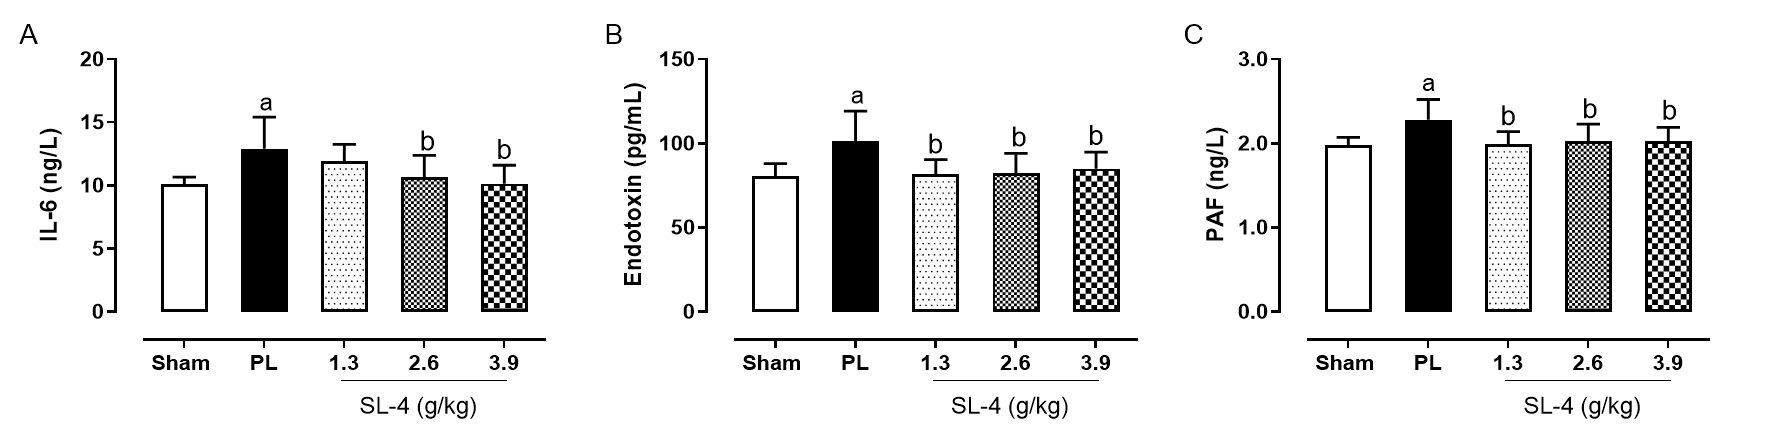 A
IL-6 (ng/L)
20
15
10
5
0
a
b
b
Sham PL 1.3 2.6 3.9
SL-4 (g/kg)
B
Endotoxin (pg/mL)
150
100
50
0
a
b
b
b
Sham PL 1.3 2.6 3.9
SL-4 (g/kg)
C
PAF (ng/L)
3.0
2.0
1.0
0.0
a
b
b
b
Sham PL 1.3 2.6 3.9
SL-4 (g/kg)